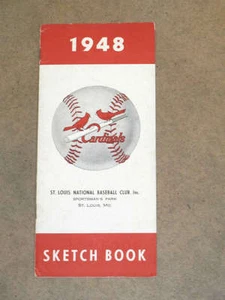 1948
Cardinals
ST. LOUIS NATIONAL BASEBALL CLUB, Inc.
SPORTSMAN'S PARK
ST. LOUIS, MO.
SKETCH BOOK